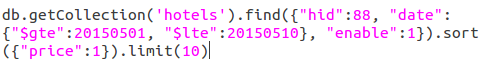 db.getCollection('hotels').find({"hid":88, "date":
{"$gte":20150501, "$lte":20150510}, "enable":1}).sort
({"price":1}).limit(10)